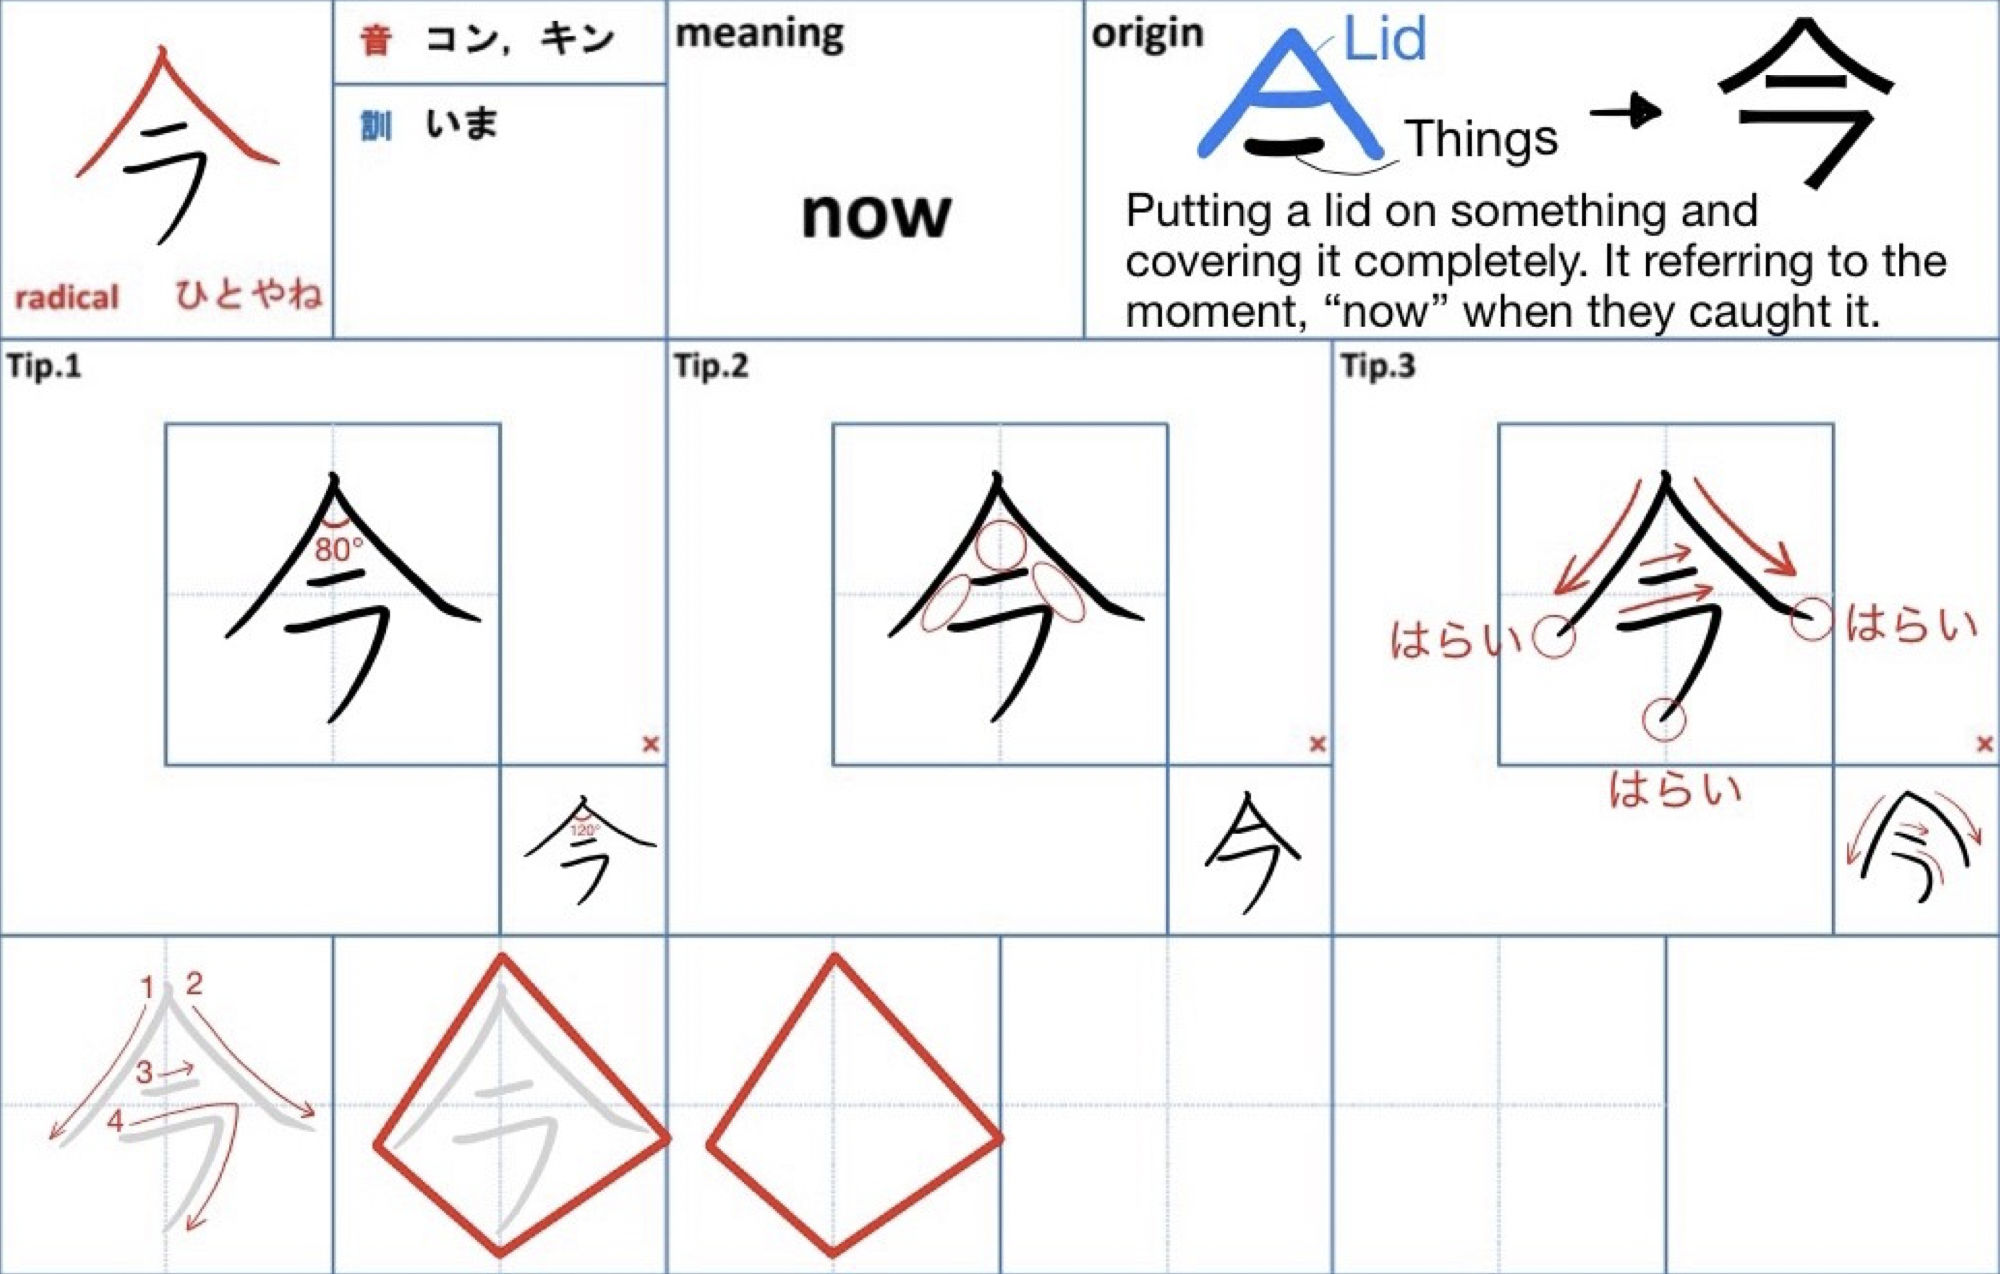 今
radical ひとやね
音 コン, キン
訓 いま
meaning
now
origin
Lid
Things
今
Putting a lid on something and
covering it completely. It referring to the
moment, “now” when they caught it.
Tip.1
今
80°
×
今
120°
Tip.2
今
×
今
Tip.3
今
はらい
はらい
はらい
×
今
今
1 2
3
4
今